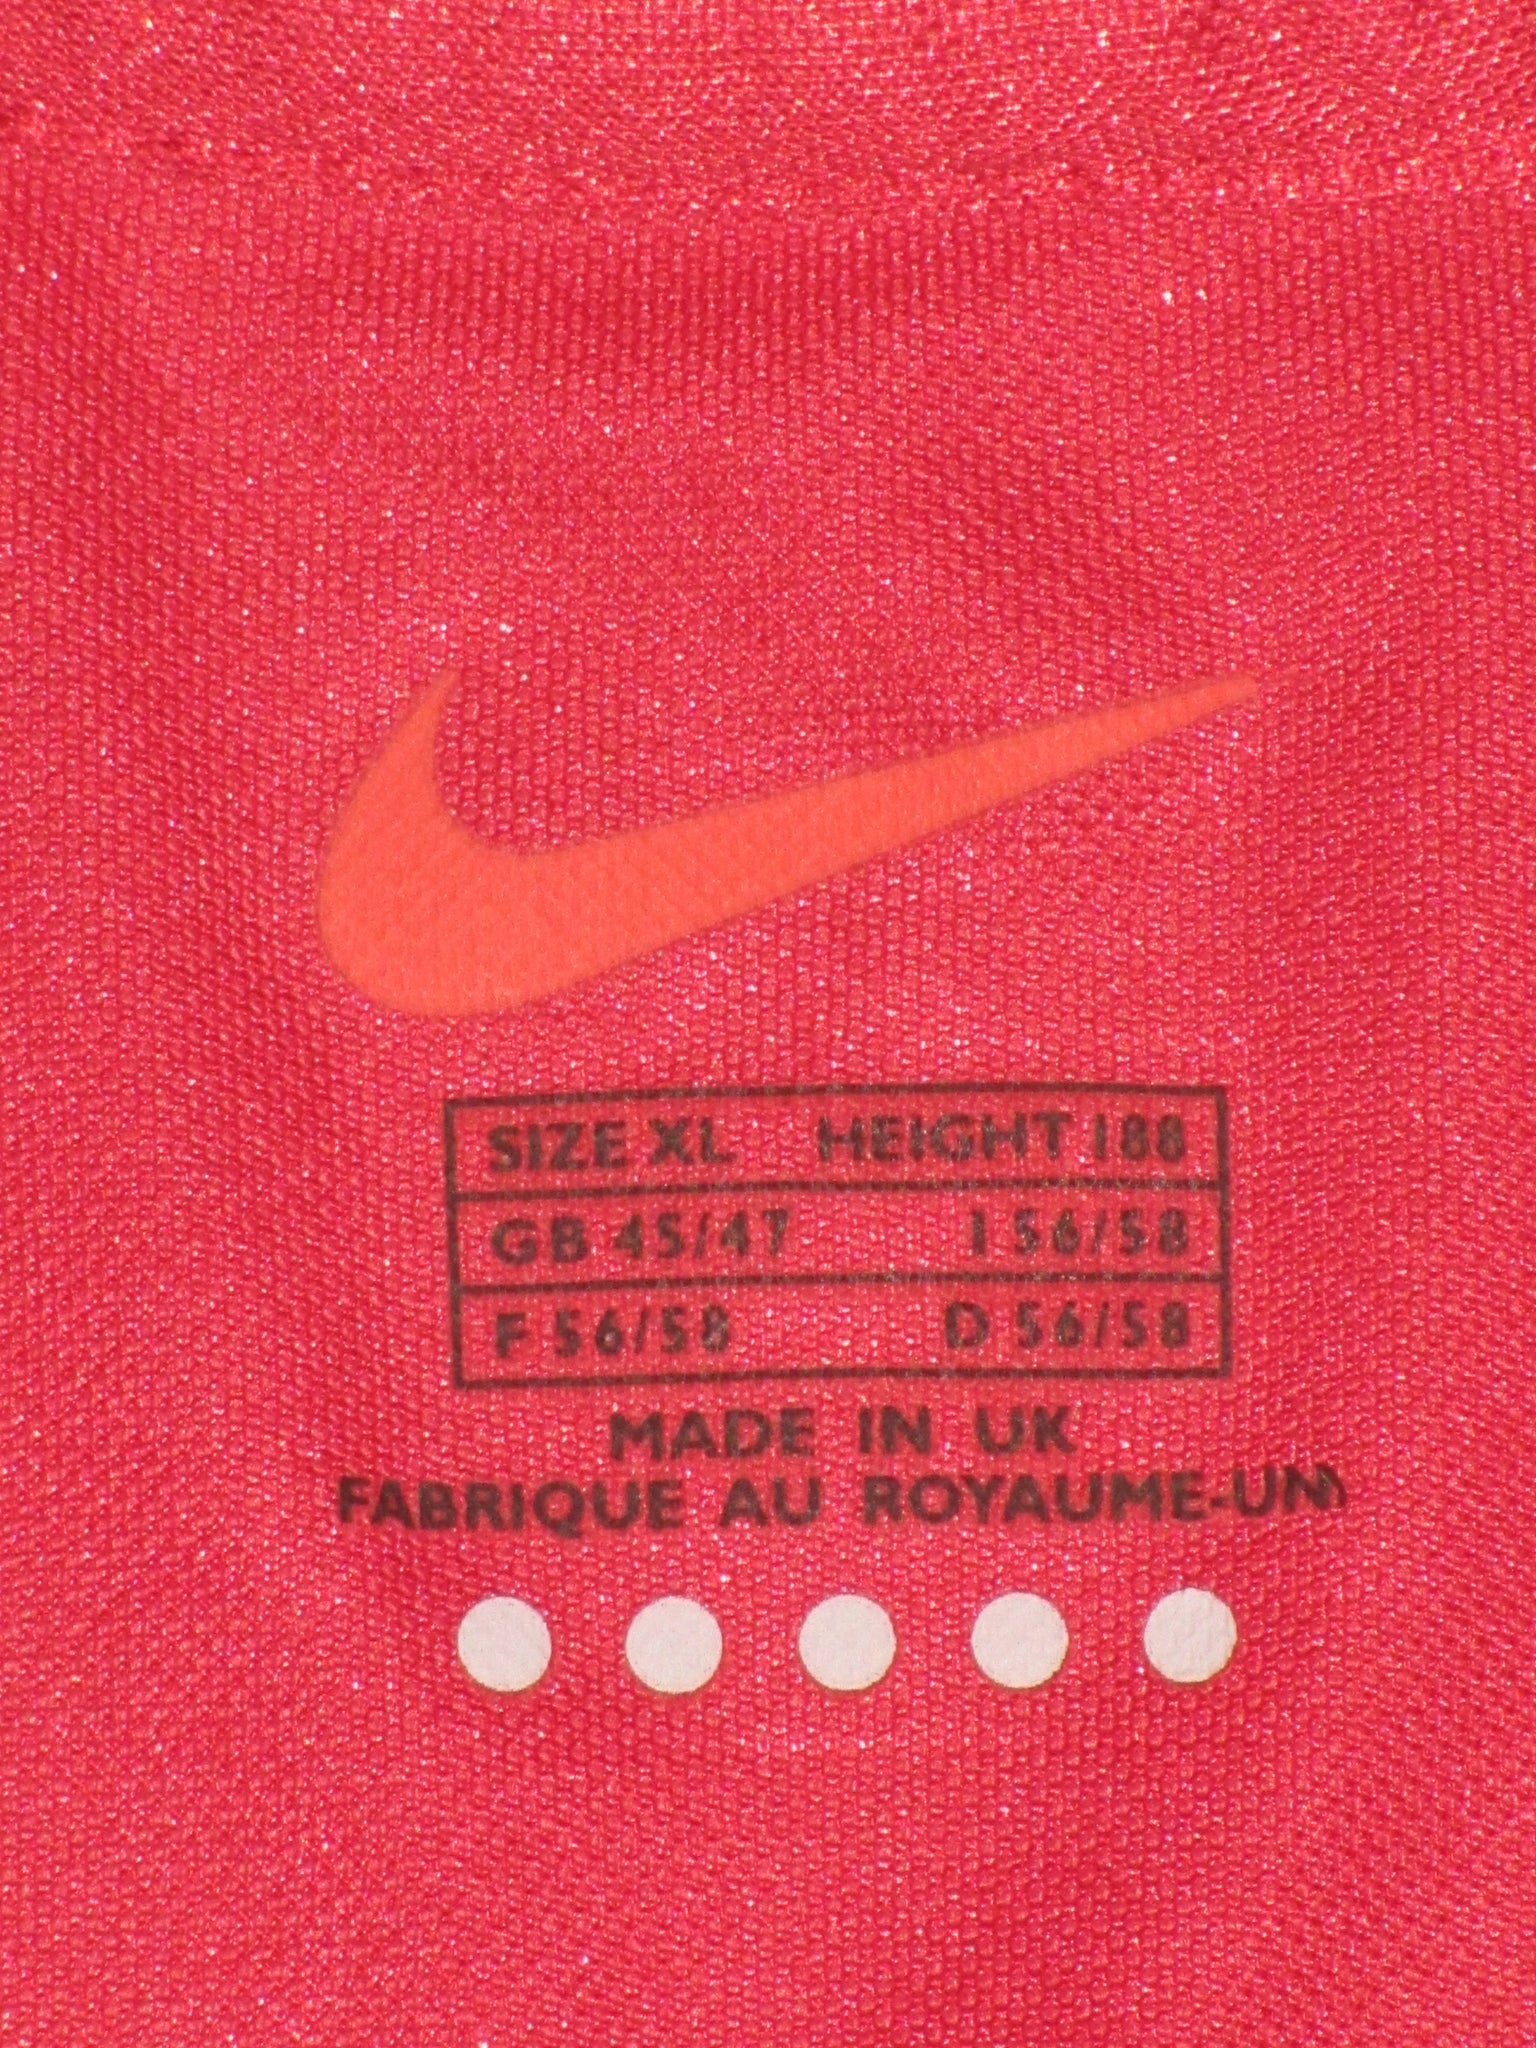 SIZE XL HEIGHT 188
GB 45/47 I 56/58
F 56/58 D 56/58
MADE IN UK
FABRIQUE AU ROYAUME-UNI